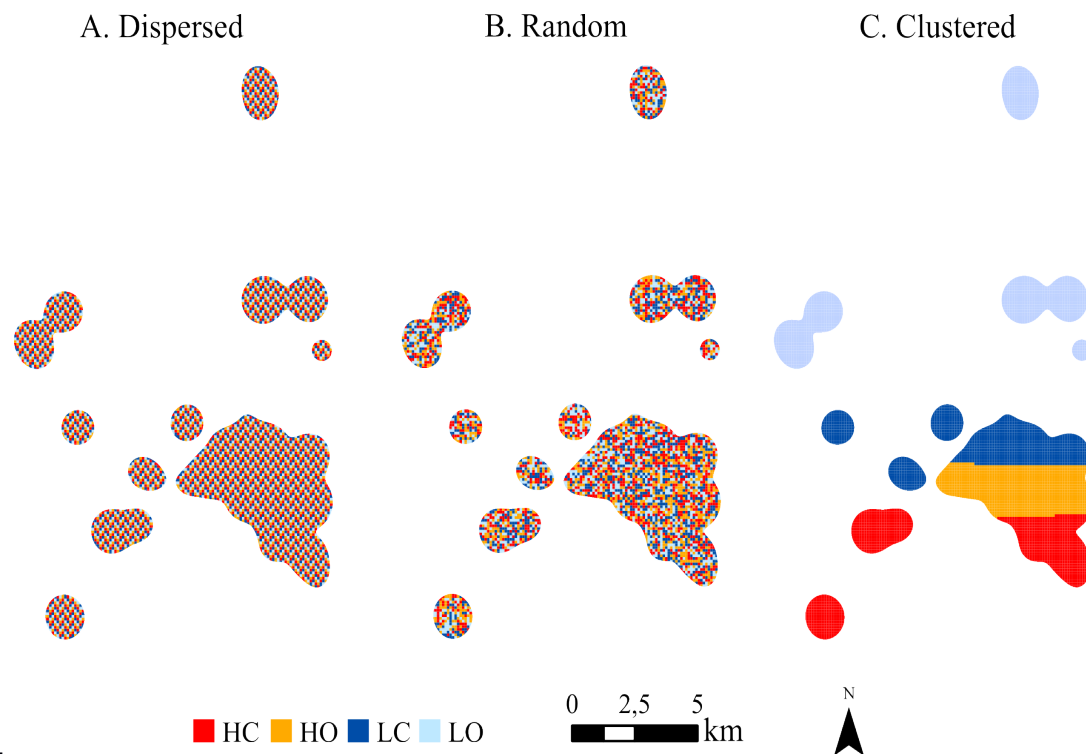 A. Dispersed
B. Random
C. Clustered
HC HO LC LO
0 2,5 5
km
N